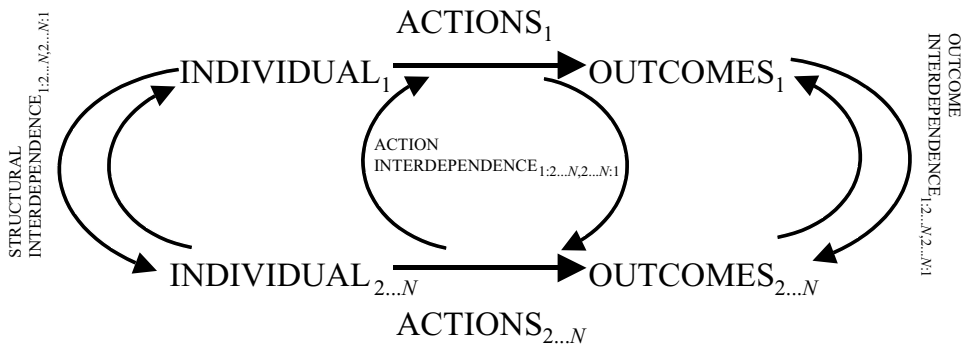 ACTIONS₁
INDIVIDUAL₁
OUTCOMES₁
STRUCTURAL
INTERDEPENDENCE₁:₂...N,₂...N:₁
ACTION
INTERDEPENDENCE₁:₂...N,₂...N:₁
OUTCOME
INTERDEPENDENCE₁:₂...N,₂...N:₁
INDIVIDUAL₂...N
OUTCOMES₂...N
ACTIONS₂...N